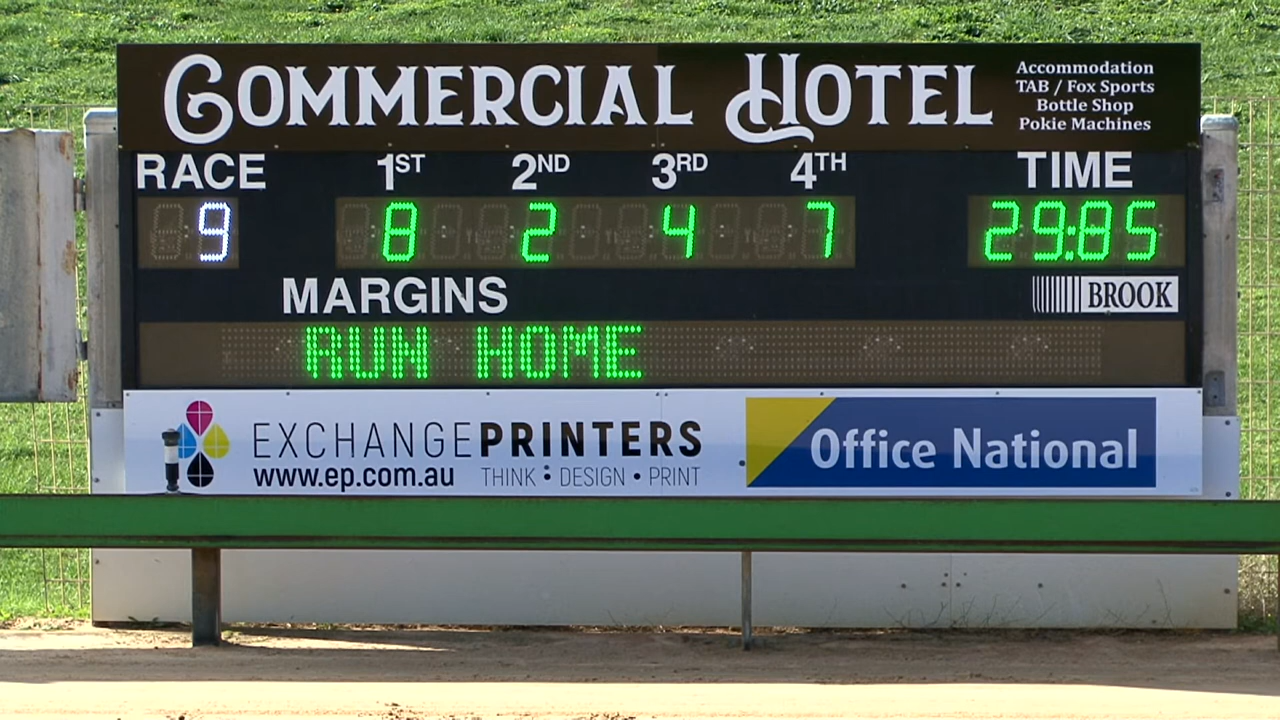 COMMERCIAL HOTEL
Accommodation
TAB / Fox Sports
Bottle Shop
Pokie Machines
RACE 1ST 2ND 3RD 4TH TIME
9 8 2 4 7 29:85
MARGINS
BROOK
RUN HOME
EXCHANGEPRINTERS
www.ep.com.au THINK • DESIGN • PRINT
Office National